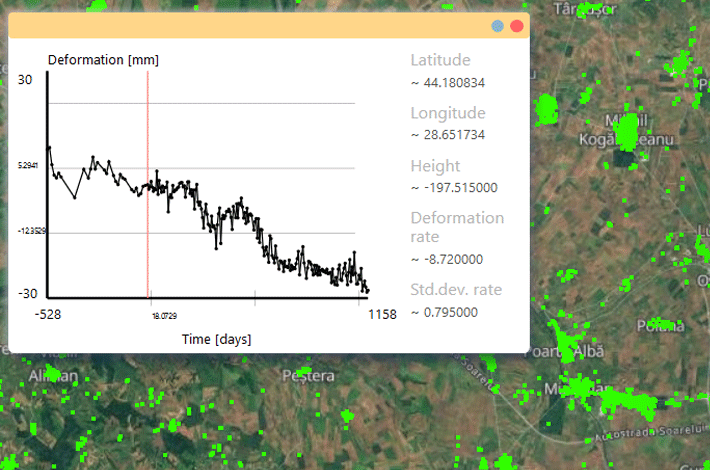 Târgușor
Deformation [mm]
30
5.2941
-12.3529
-30
-528
18.0729
1158
Time [days]
Latitude
~ 44.180834
Longitude
~ 28.651734
Height
~ -197.515000
Deformation
rate
~ -8.720000
Std.dev. rate
~ 0.795000
Kogălniceanu
Poiana
Poarta Albă
Peștera
Autostrada Soarelui